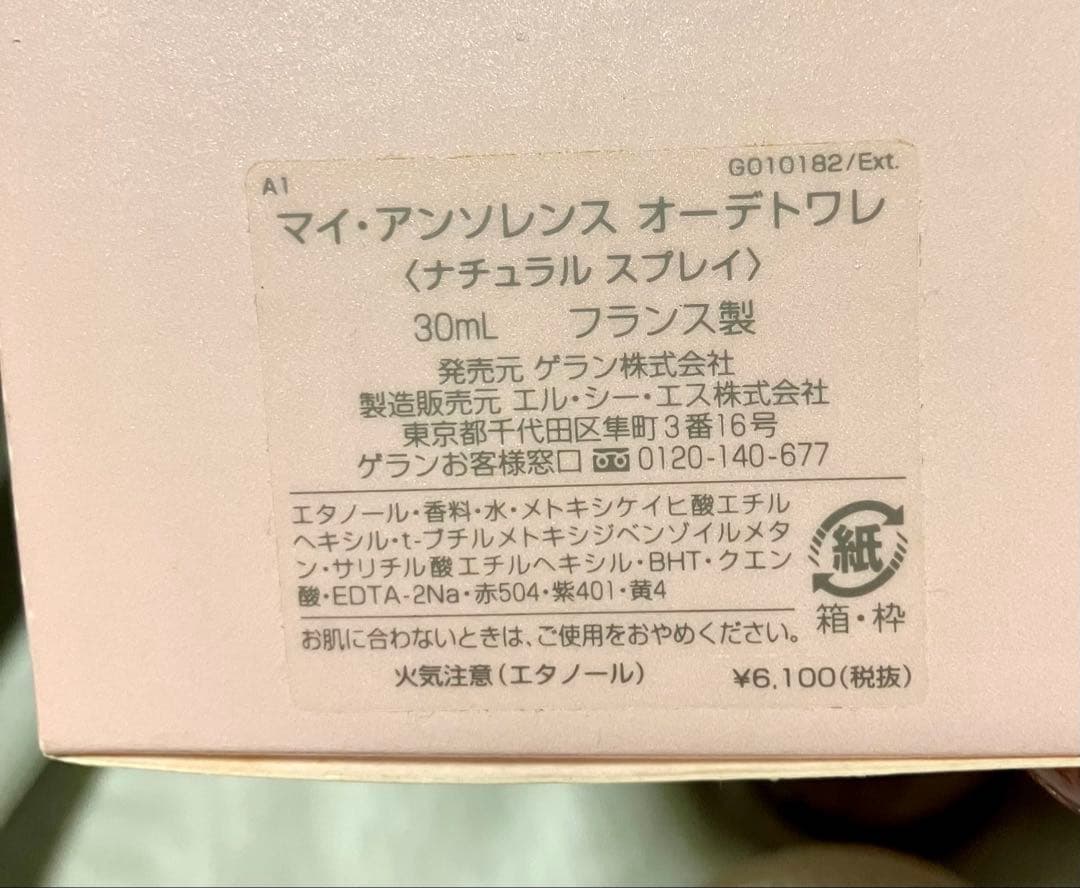 A1
G010182/Ext.
マイ・アンソレンス オーデトワレ
〈ナチュラル スプレイ〉
30mL フランス製
発売元 ゲラン株式会社
製造販売元 エル・シー・エス株式会社
東京都千代田区隼町3番16号
ゲランお客様窓口 0120-140-677
エタノール・香料・水・メトキシケイヒ酸エチル
ヘキシル・t-ブチルメトキシジベンゾイルメタ
ン・サリチル酸エチルヘキシル・BHT・クエン
酸・EDTA-2Na・赤504・紫401・黄4
紙
箱・枠
お肌に合わないときは、ご使用をおやめください。
火気注意(エタノール)
¥6,100(税抜)